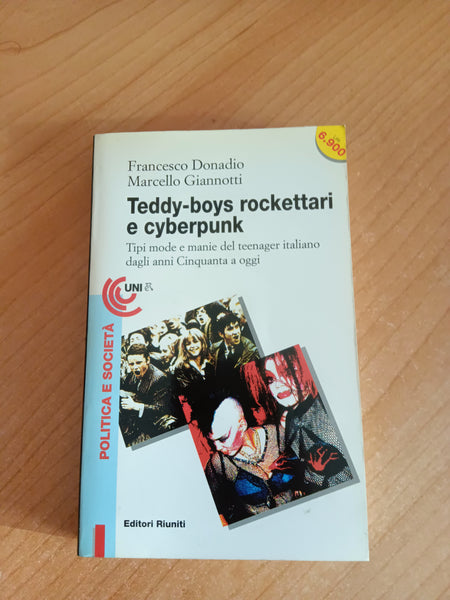 6.900
Francesco Donadio
Marcello Giannotti
Teddy-boys rockettari
e cyberpunk
Tipi mode e manie del teenager italiano
dagli anni Cinquanta a oggi
UNI
POLITICA E SOCIETÀ
Editori Riuniti